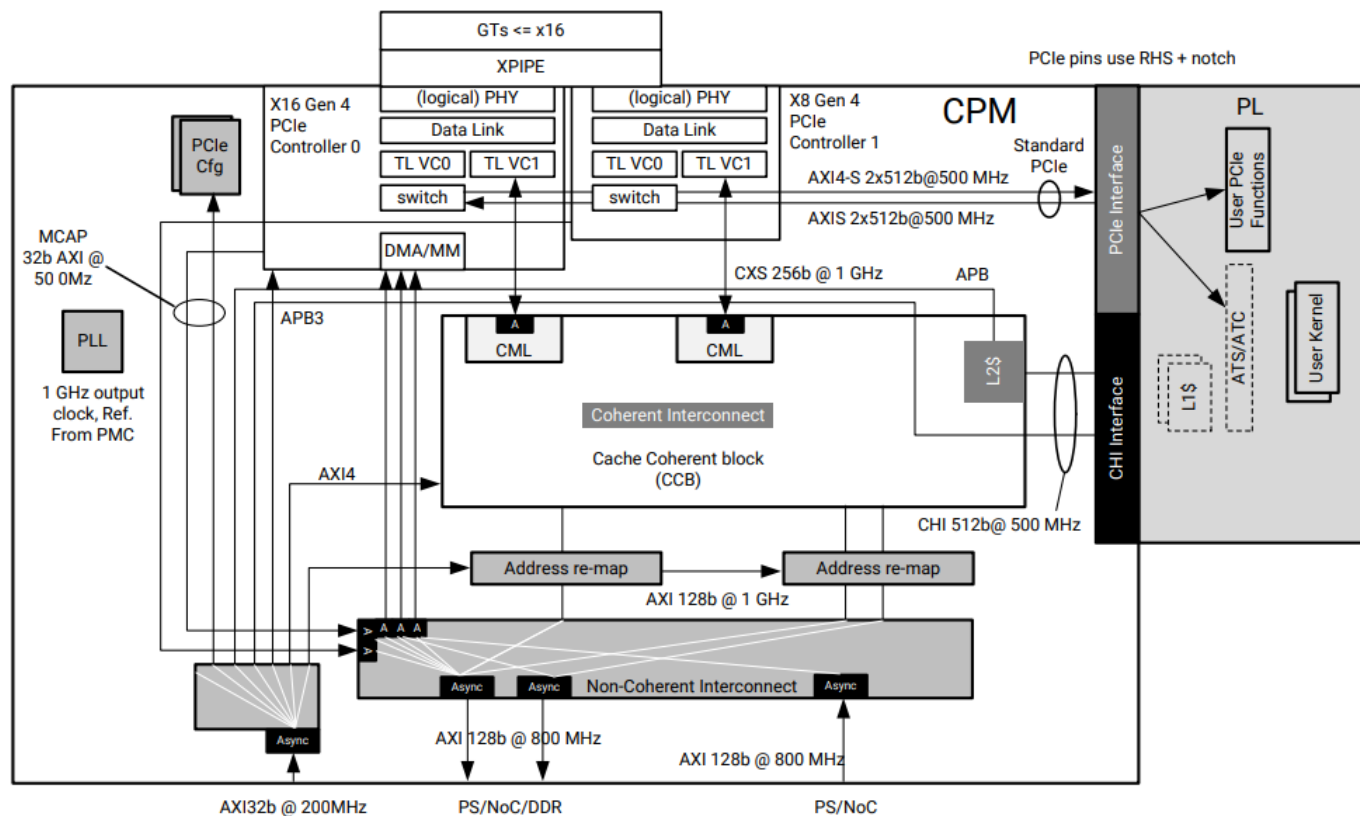 GTs <= x16
XPIPE
PCIe pins use RHS + notch
X16 Gen 4
PCIe
Controller 0
(logical) PHY
Data Link
TL VC0
TL VC1
switch
DMA/MM
(logical) PHY
Data Link
TL VC0
TL VC1
switch
X8 Gen 4
PCIe
Controller 1
CPM
PL
PCIe
Cfg
Standard
PCIe
AXI4-S 2x512b@500 MHz
AXIS 2x512b@500 MHz
PCIe Interface
User PCIe
Functions
MCAP
32b AXI @
50 0Mz
CXS 256b @ 1 GHz
APB
APB3
PLL
1 GHz output
clock, Ref.
From PMC
A
CML
A
CML
L2$
ATS/ATC
L1$
User Kernel
CHI Interface
Coherent Interconnect
Cache Coherent block
(CCB)
AXI4
CHI 512b@ 500 MHz
Address re-map
Address re-map
AXI 128b @ 1 GHz
A
A
A
A
A
Async
Async
Non-Coherent Interconnect
Async
Async
AXI 128b @ 800 MHz
AXI 128b @ 800 MHz
AXI32b @ 200MHz
PS/NoC/DDR
PS/NoC